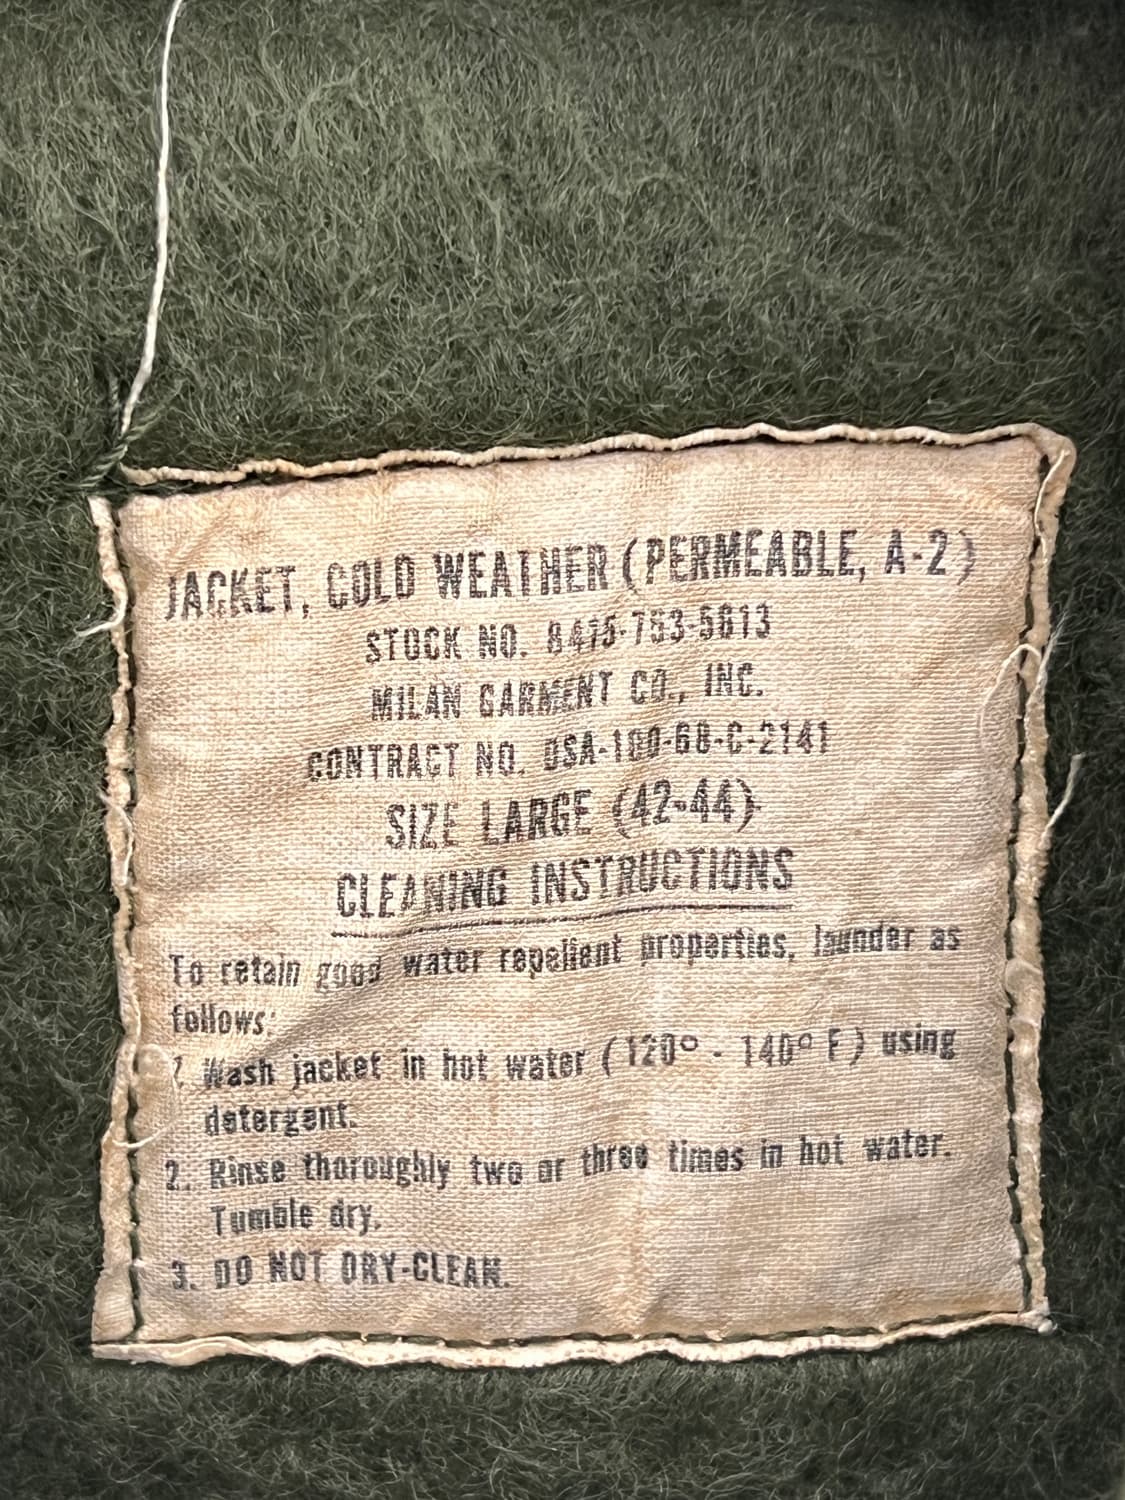 JACKET, COLD WEATHER (PERMEABLE, A-2)
STOCK NO. 8415-753-5613
MILAN GARMENT CO., INC.
CONTRACT NO. DSA-100-68-C-2141
SIZE LARGE (42-44)
CLEANING INSTRUCTIONS
To retain good water repellent properties, launder as
follows:
1. Wash jacket in hot water (120° - 140° F) using
detergent.
2. Rinse thoroughly two or three times in hot water.
Tumble dry.
3. DO NOT DRY-CLEAN.